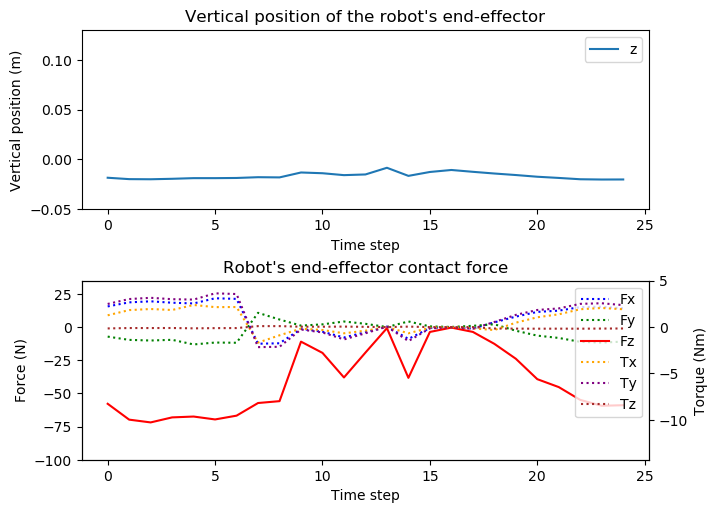 Vertical position of the robot's end-effector
Vertical position (m)
0.10
0.05
0.00
−0.05
z
0 5 10 15 20 25
Time step
Robot's end-effector contact force
Force (N)
25
0
−25
−50
−75
−100
Fx
Fy
Fz
Tx
Ty
Tz
5
0
−5
−10
Torque (Nm)
0 5 10 15 20 25
Time step